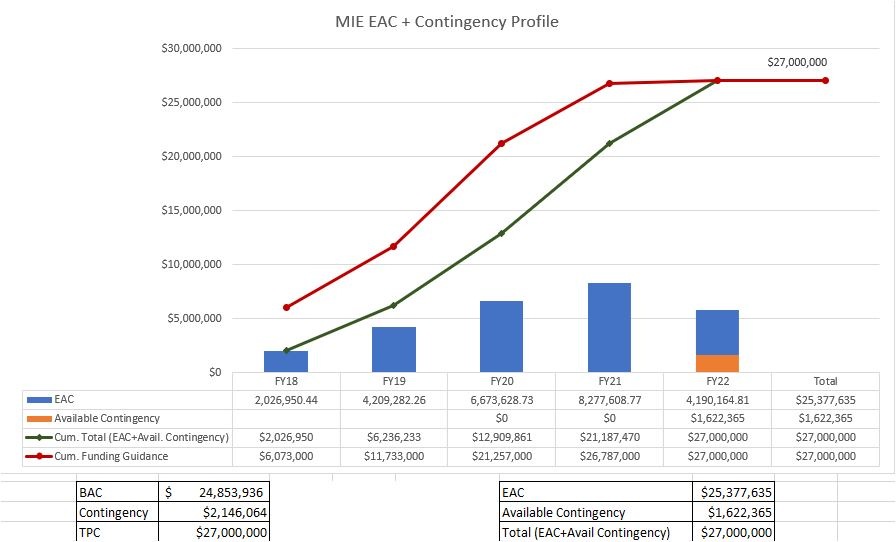 MIE EAC + Contingency Profile
$30,000,000
$27,000,000
$25,000,000
$20,000,000
$15,000,000
$10,000,000
$5,000,000
$0
FY18 FY19 FY20 FY21 FY22 Total
EAC 2,026,950.44 4,209,282.26 6,673,628.73 8,277,608.77 4,190,164.81 $25,377,635
Available Contingency $0 $0 $1,622,365 $1,622,365
Cum. Total (EAC+Avail. Contingency) $2,026,950 $6,236,233 $12,909,861 $21,187,470 $27,000,000 $27,000,000
Cum. Funding Guidance $6,073,000 $11,733,000 $21,257,000 $26,787,000 $27,000,000 $27,000,000
BAC $ 24,853,936
Contingency $2,146,064
TPC $27,000,000
EAC $25,377,635
Available Contingency $1,622,365
Total (EAC+Avail Contingency) $27,000,000